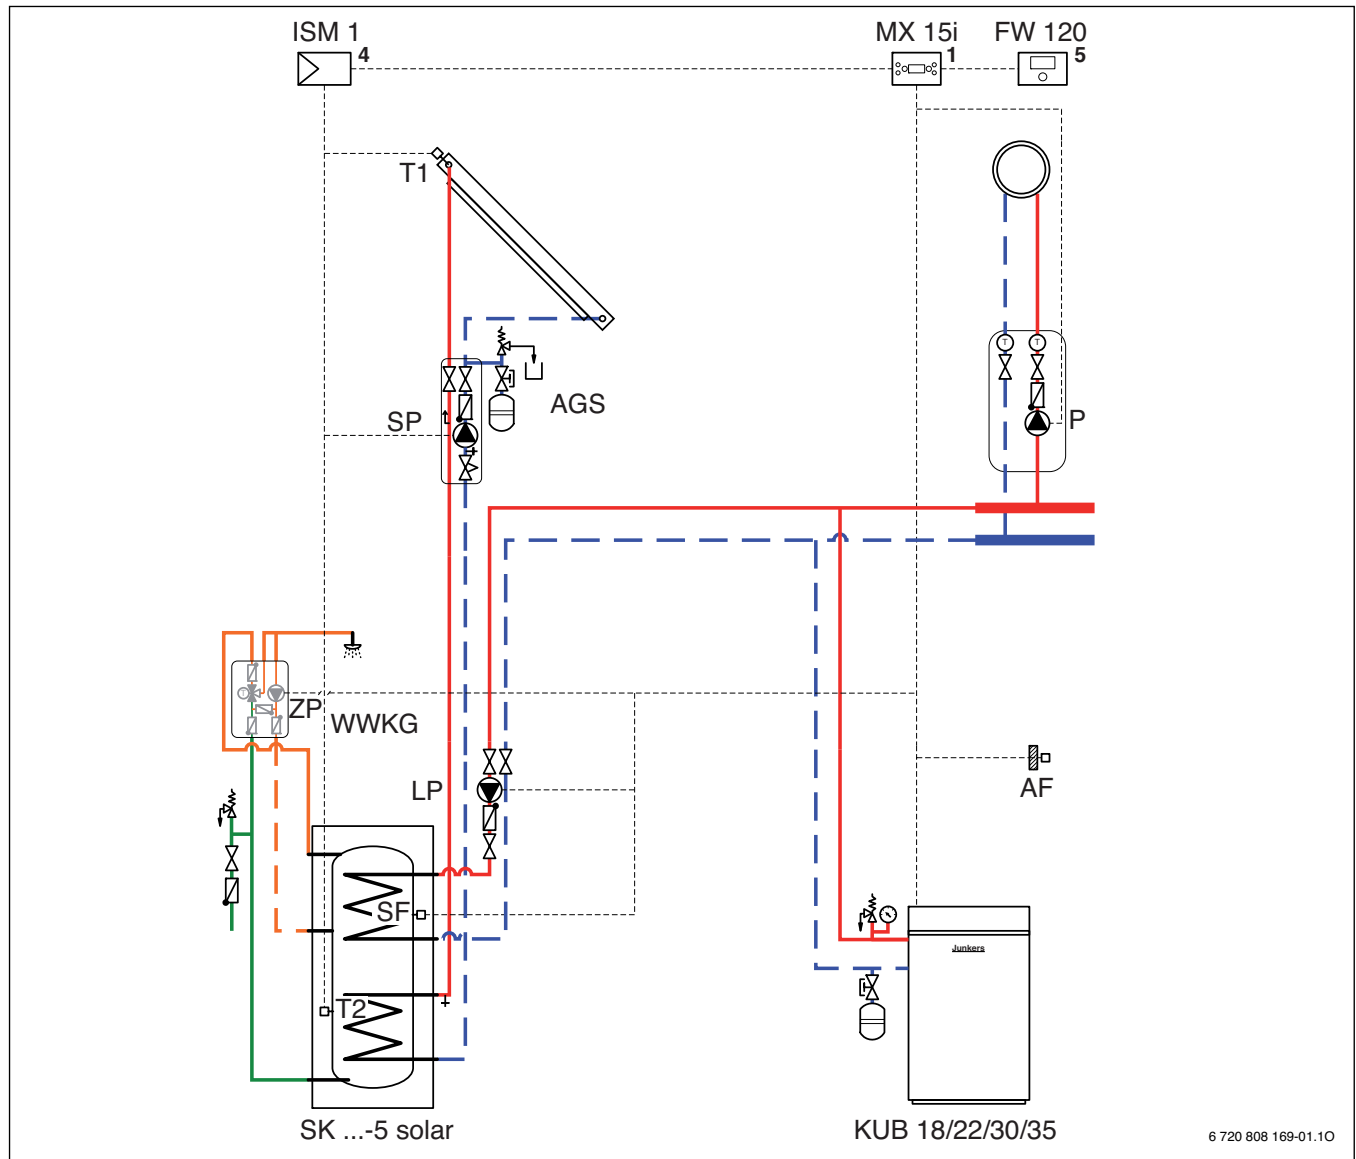 ISM 1
4
MX 15i
1
FW 120
5
T1
T
T
AGS
SP
P
T
ZP
WWKG
LP
AF
SF
Junkers
T2
SK ...-5 solar
KUB 18/22/30/35
6 720 808 169-01.1O